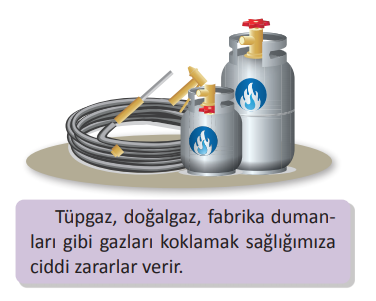 Tüpgaz, doğalgaz, fabrika duman-
ları gibi gazları koklamak sağlığımıza
ciddi zararlar verir.